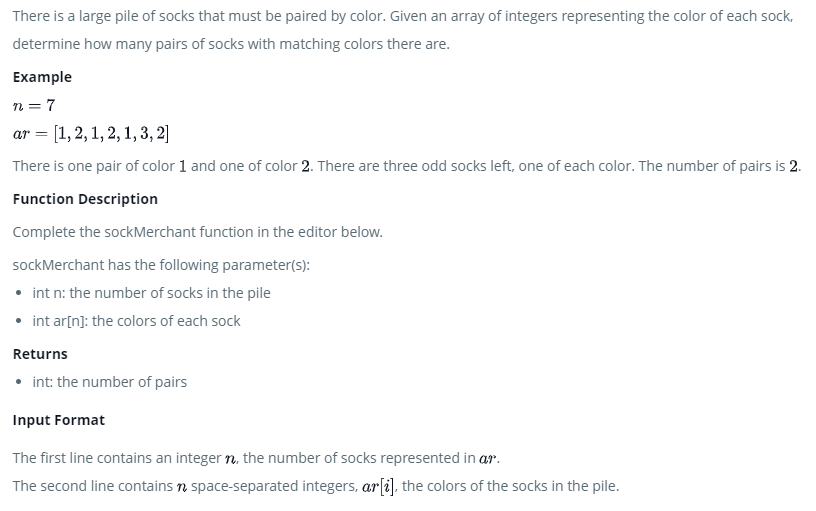 There is a large pile of socks that must be paired by color. Given an array of integers representing the color of each sock,
determine how many pairs of socks with matching colors there are.
Example
n = 7
ar = [1, 2, 1, 2, 1, 3, 2]
There is one pair of color 1 and one of color 2. There are three odd socks left, one of each color. The number of pairs is 2.
Function Description
Complete the sockMerchant function in the editor below.
sockMerchant has the following parameter(s):
• int n: the number of socks in the pile
• int ar[n]: the colors of each sock
Returns
• int: the number of pairs
Input Format
The first line contains an integer n, the number of socks represented in ar.
The second line contains n space-separated integers, ar[i], the colors of the socks in the pile.